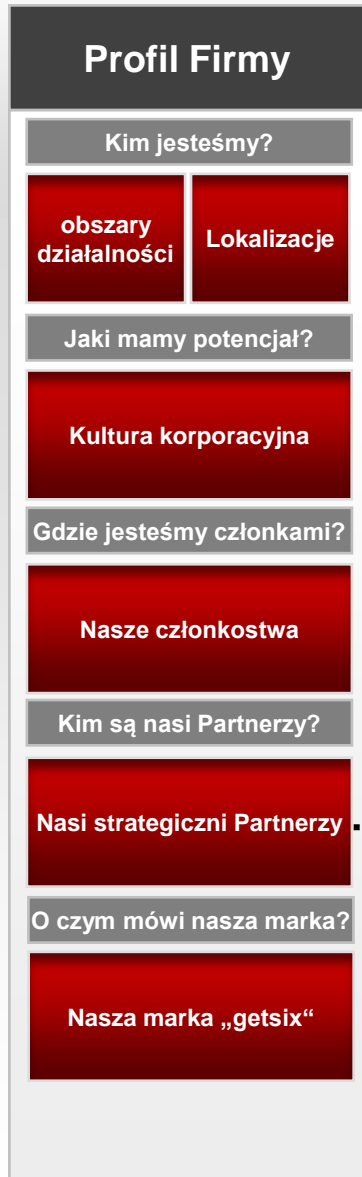 Profil Firmy
Kim jesteśmy?
obszary
działalności
Lokalizacje
Jaki mamy potencjał?
Kultura korporacyjna
Gdzie jesteśmy członkami?
Nasze członkostwa
Kim są nasi Partnerzy?
Nasi strategiczni Partnerzy .
O czym mówi nasza marka?
Nasza marka „getsix“